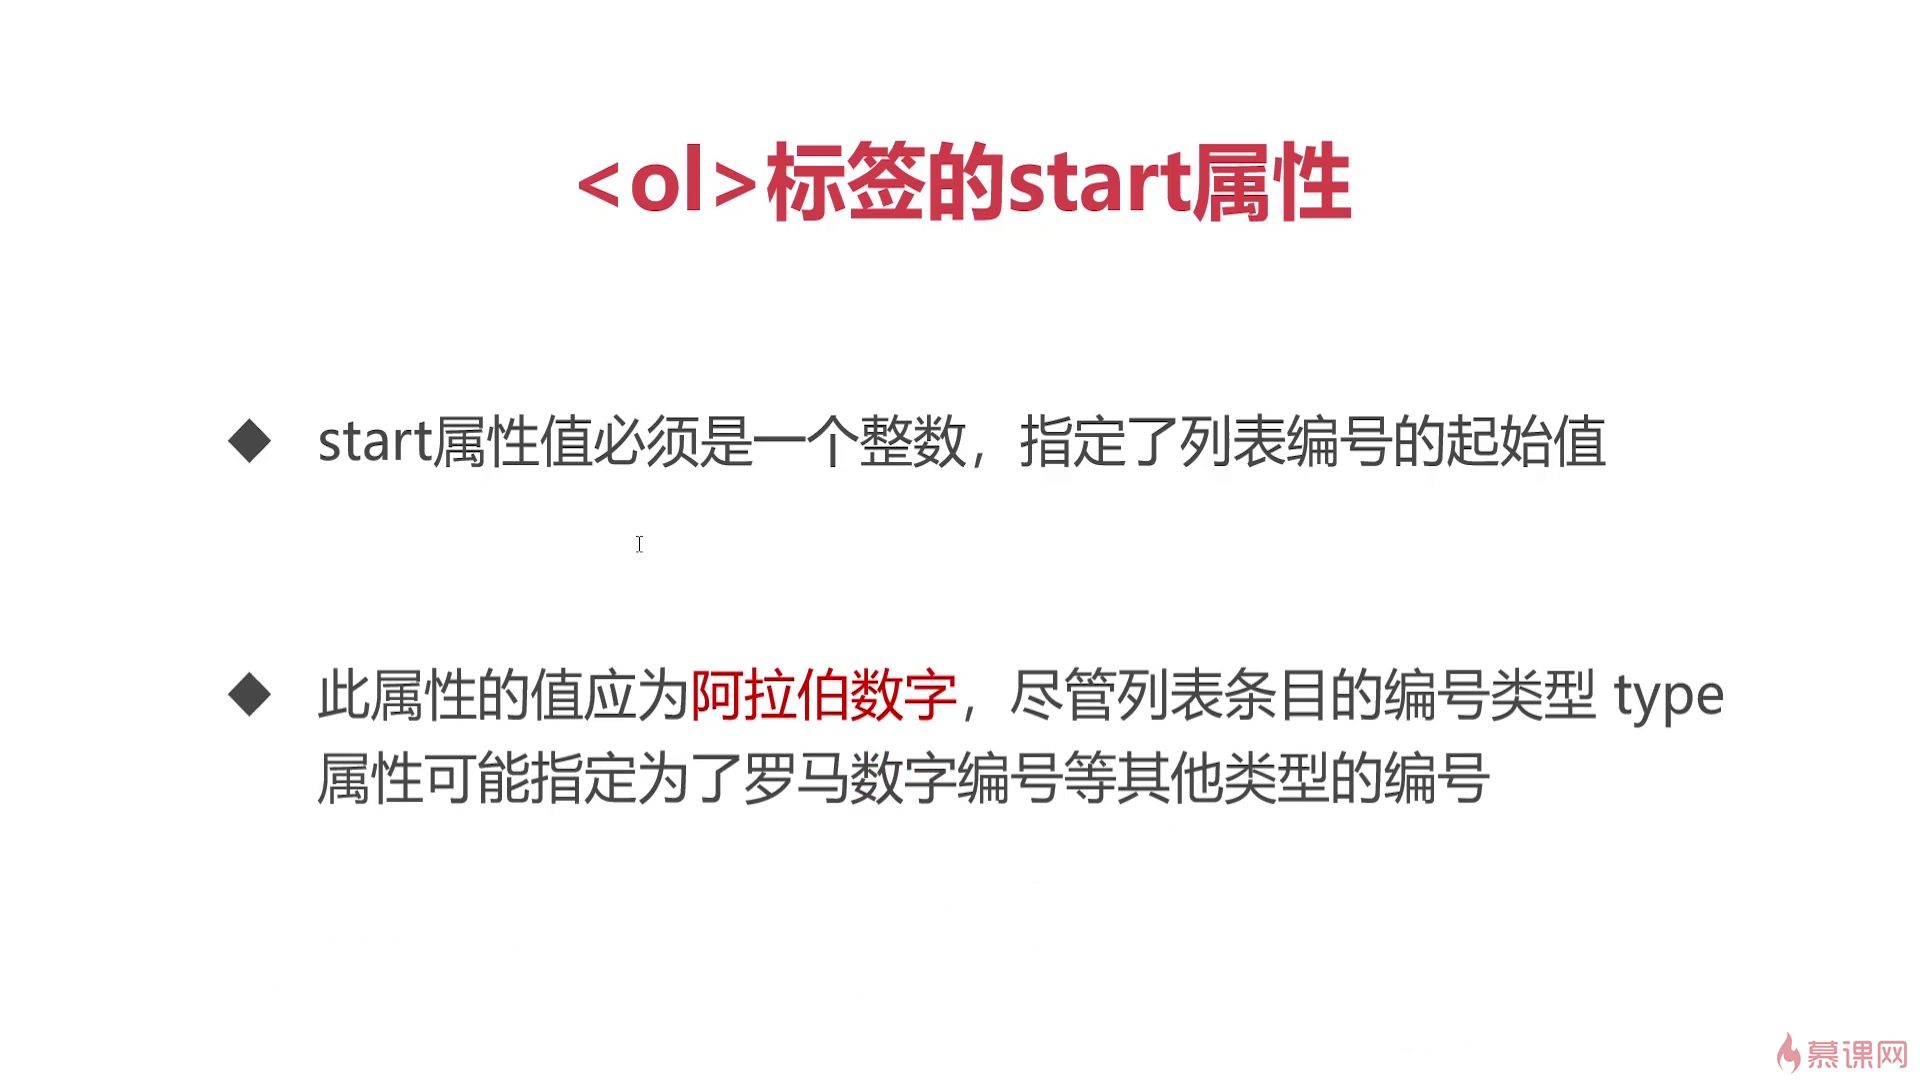 <ol>标签的start属性
◆ start属性值必须是一个整数，指定了列表编号的起始值
◆ 此属性的值应为阿拉伯数字，尽管列表条目的编号类型 type
属性可能指定为了罗马数字编号等其他类型的编号
慕课网